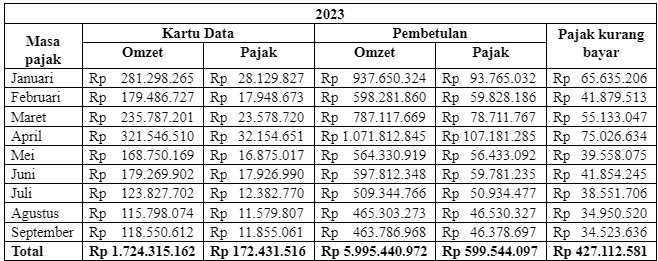 2023
Masa pajak Kartu Data Pembetulan Pajak kurang bayar
Omzet Pajak Omzet Pajak
Januari Rp 281.298.265 Rp 28.129.827 Rp 937.650.324 Rp 93.765.032 Rp 65.635.206
Februari Rp 179.486.727 Rp 17.948.673 Rp 598.281.860 Rp 59.828.186 Rp 41.879.513
Maret Rp 235.787.201 Rp 23.578.720 Rp 787.117.669 Rp 78.711.767 Rp 55.133.047
April Rp 321.546.510 Rp 32.154.651 Rp 1.071.812.845 Rp 107.181.285 Rp 75.026.634
Mei Rp 168.750.169 Rp 16.875.017 Rp 564.330.919 Rp 56.433.092 Rp 39.558.075
Juni Rp 179.269.902 Rp 17.926.990 Rp 597.812.348 Rp 59.781.235 Rp 41.854.245
Juli Rp 123.827.702 Rp 12.382.770 Rp 509.344.766 Rp 50.934.477 Rp 38.551.706
Agustus Rp 115.798.074 Rp 11.579.807 Rp 465.303.273 Rp 46.530.327 Rp 34.950.520
September Rp 118.550.612 Rp 11.855.061 Rp 463.786.968 Rp 46.378.697 Rp 34.523.636
Total Rp 1.724.315.162 Rp 172.431.516 Rp 5.995.440.972 Rp 599.544.097 Rp 427.112.581